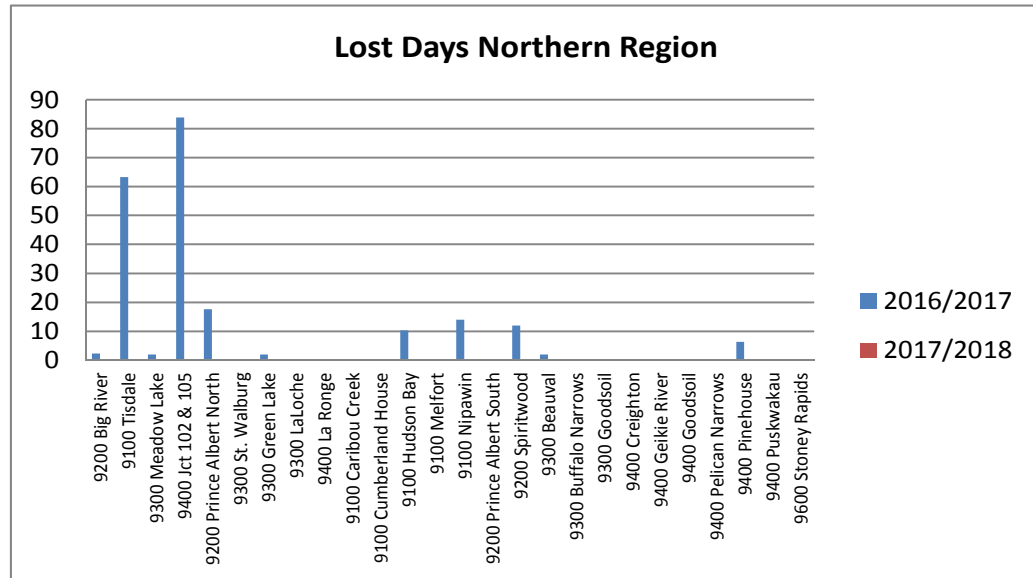 Lost Days Northern Region
90
80
70
60
50
40
30
20
10
0
9200 Big River
9100 Tisdale
9300 Meadow Lake
9400 Jct 102 & 105
9200 Prince Albert North
9300 St. Walburg
9300 Green Lake
9300 LaLoche
9400 La Ronge
9100 Caribou Creek
9100 Cumberland House
9100 Hudson Bay
9100 Melfort
9100 Nipawin
9200 Prince Albert South
9200 Spiritwood
9300 Beauval
9300 Buffalo Narrows
9300 Goodsoil
9400 Creighton
9400 Geikie River
9400 Goodsoil
9400 Pelican Narrows
9400 Pinehouse
9400 Puskwakau
9600 Stoney Rapids
2016/2017
2017/2018